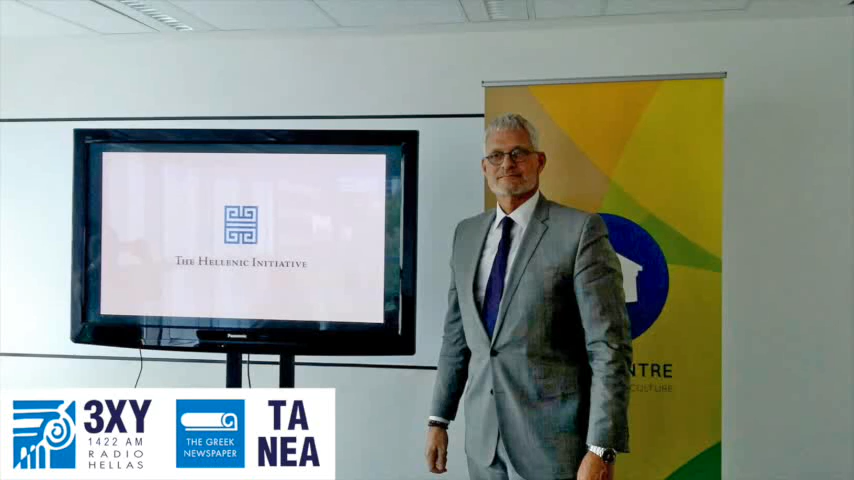 THE HELLENIC INITIATIVE
Panasonic
NTRE
CULTURE
3XY
1422 AM
RADIO
HELLAS
THE GREEK
NEWSPAPER
TA
NEA